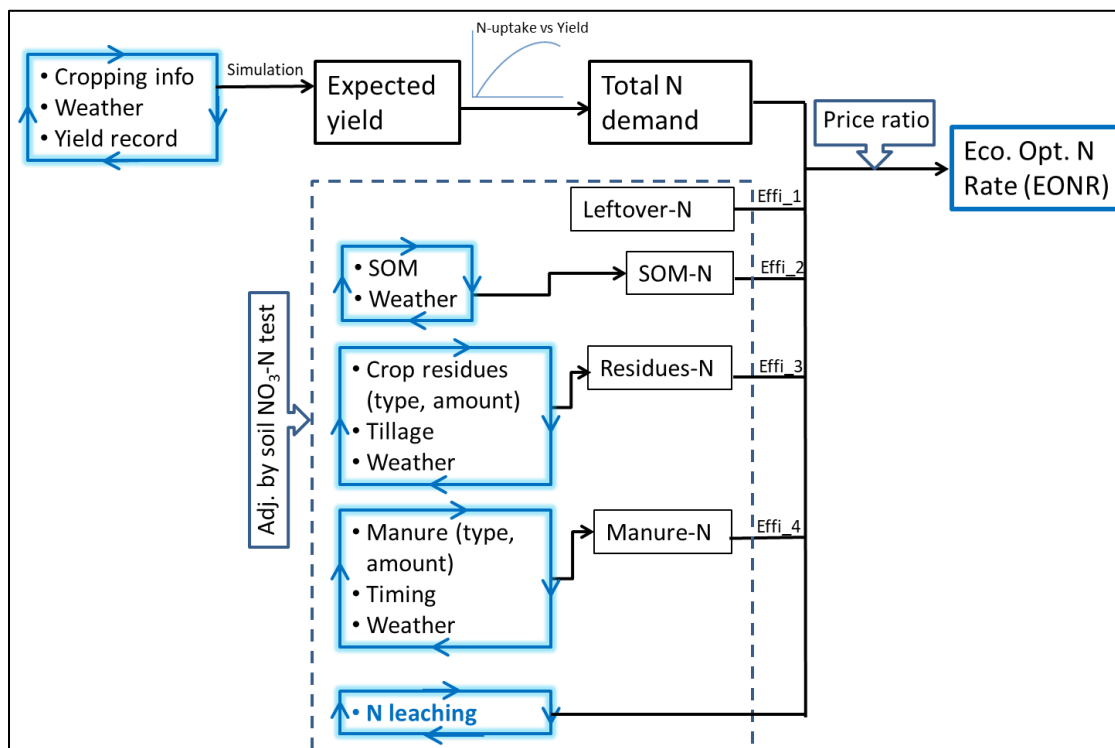 N-uptake vs Yield
• Cropping info
• Weather
• Yield record
Simulation
Expected
yield
Total N
demand
Price ratio
Eco. Opt. N
Rate (EONR)
Leftover-N
Effi_1
• SOM
• Weather
SOM-N
Effi_2
Adj. by soil NO₃-N test
• Crop residues
(type, amount)
• Tillage
• Weather
Residues-N
Effi_3
• Manure (type,
amount)
• Timing
• Weather
Manure-N
Effi_4
• N leaching